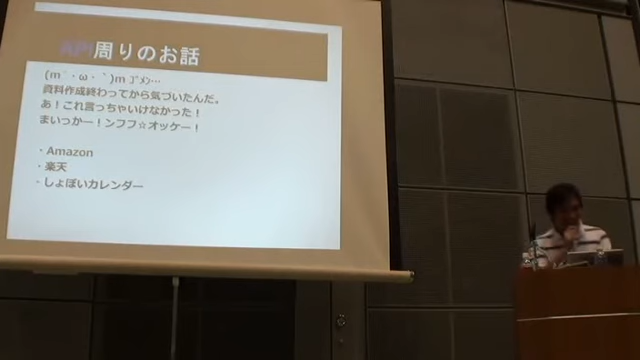 API周りのお話
(m´・ω・`)m ｺﾞﾒﾝ…
資料作成終わってから気づいたんだ。
あ！これ言っちゃいけなかった！
まいっかー！ンフフ☆オッケー！
・Amazon
・楽天
・しょぼいカレンダー